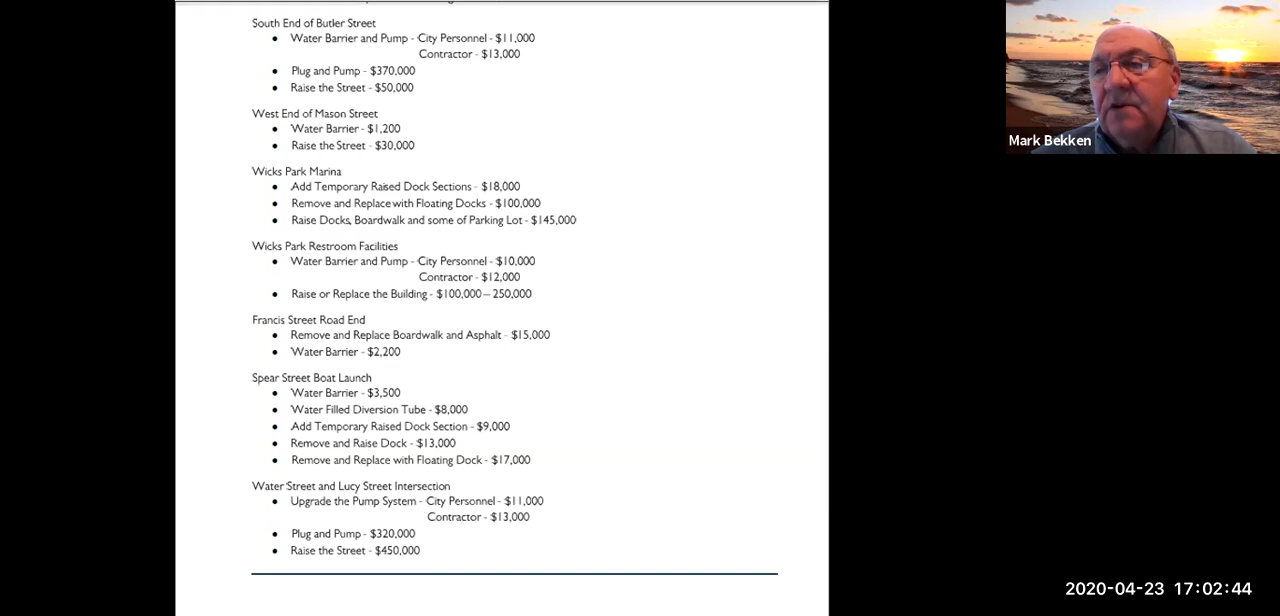 South End of Butler Street
• Water Barrier and Pump - City Personnel - $11,000
Contractor - $13,000
• Plug and Pump - $370,000
• Raise the Street - $50,000
West End of Mason Street
• Water Barrier - $1,200
• Raise the Street - $30,000
Wicks Park Marina
• Add Temporary Raised Dock Sections - $18,000
• Remove and Replace with Floating Docks - $100,000
• Raise Docks, Boardwalk and some of Parking Lot - $145,000
Wicks Park Restroom Facilities
• Water Barrier and Pump - City Personnel - $10,000
Contractor - $12,000
• Raise or Replace the Building - $100,000 – 250,000
Francis Street Road End
• Remove and Replace Boardwalk and Asphalt - $15,000
• Water Barrier - $2,200
Spear Street Boat Launch
• Water Barrier - $3,500
• Water Filled Diversion Tube - $8,000
• Add Temporary Raised Dock Section - $9,000
• Remove and Raise Dock - $13,000
• Remove and Replace with Floating Dock - $17,000
Water Street and Lucy Street Intersection
• Upgrade the Pump System - City Personnel - $11,000
Contractor - $13,000
• Plug and Pump - $320,000
• Raise the Street - $450,000
Mark Bekken
2020-04-23 17:02:44